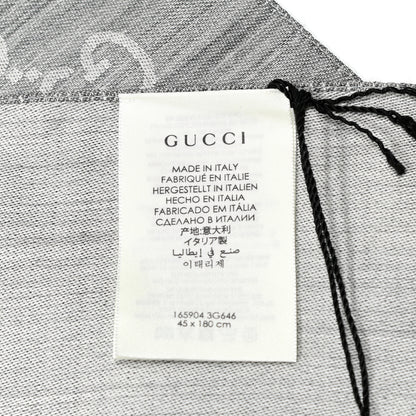 GUCCI
MADE IN ITALY
FABRIQUÉ EN ITALIE
HERGESTELLT IN ITALIEN
HECHO EN ITALIA
FABRICADO EM ITÁLIA
СДЕЛАНО В ИТАЛИИ
产地:意大利
イタリア製
صنع في إيطاليا
이태리제
165904 3G646
45 x 180 cm